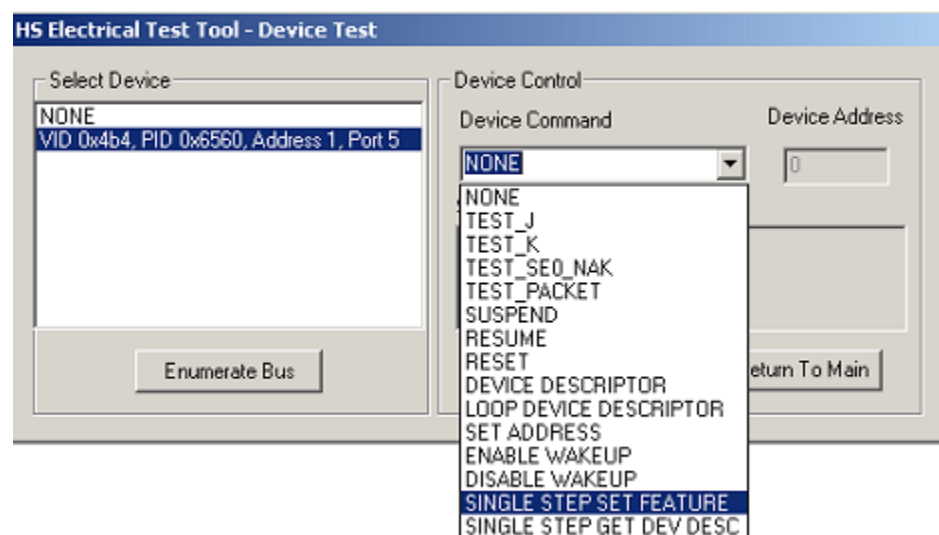 HS Electrical Test Tool - Device Test
Select Device
NONE
VID 0x4b4, PID 0x6560, Address 1, Port 5
Enumerate Bus
Device Control
Device Command
Device Address
NONE
0
NONE
TEST_J
TEST_K
TEST_SE0_NAK
TEST_PACKET
SUSPEND
RESUME
RESET
DEVICE DESCRIPTOR
LOOP DEVICE DESCRIPTOR
SET ADDRESS
ENABLE WAKEUP
DISABLE WAKEUP
SINGLE STEP SET FEATURE
SINGLE STEP GET DEV DESC
eturn To Main